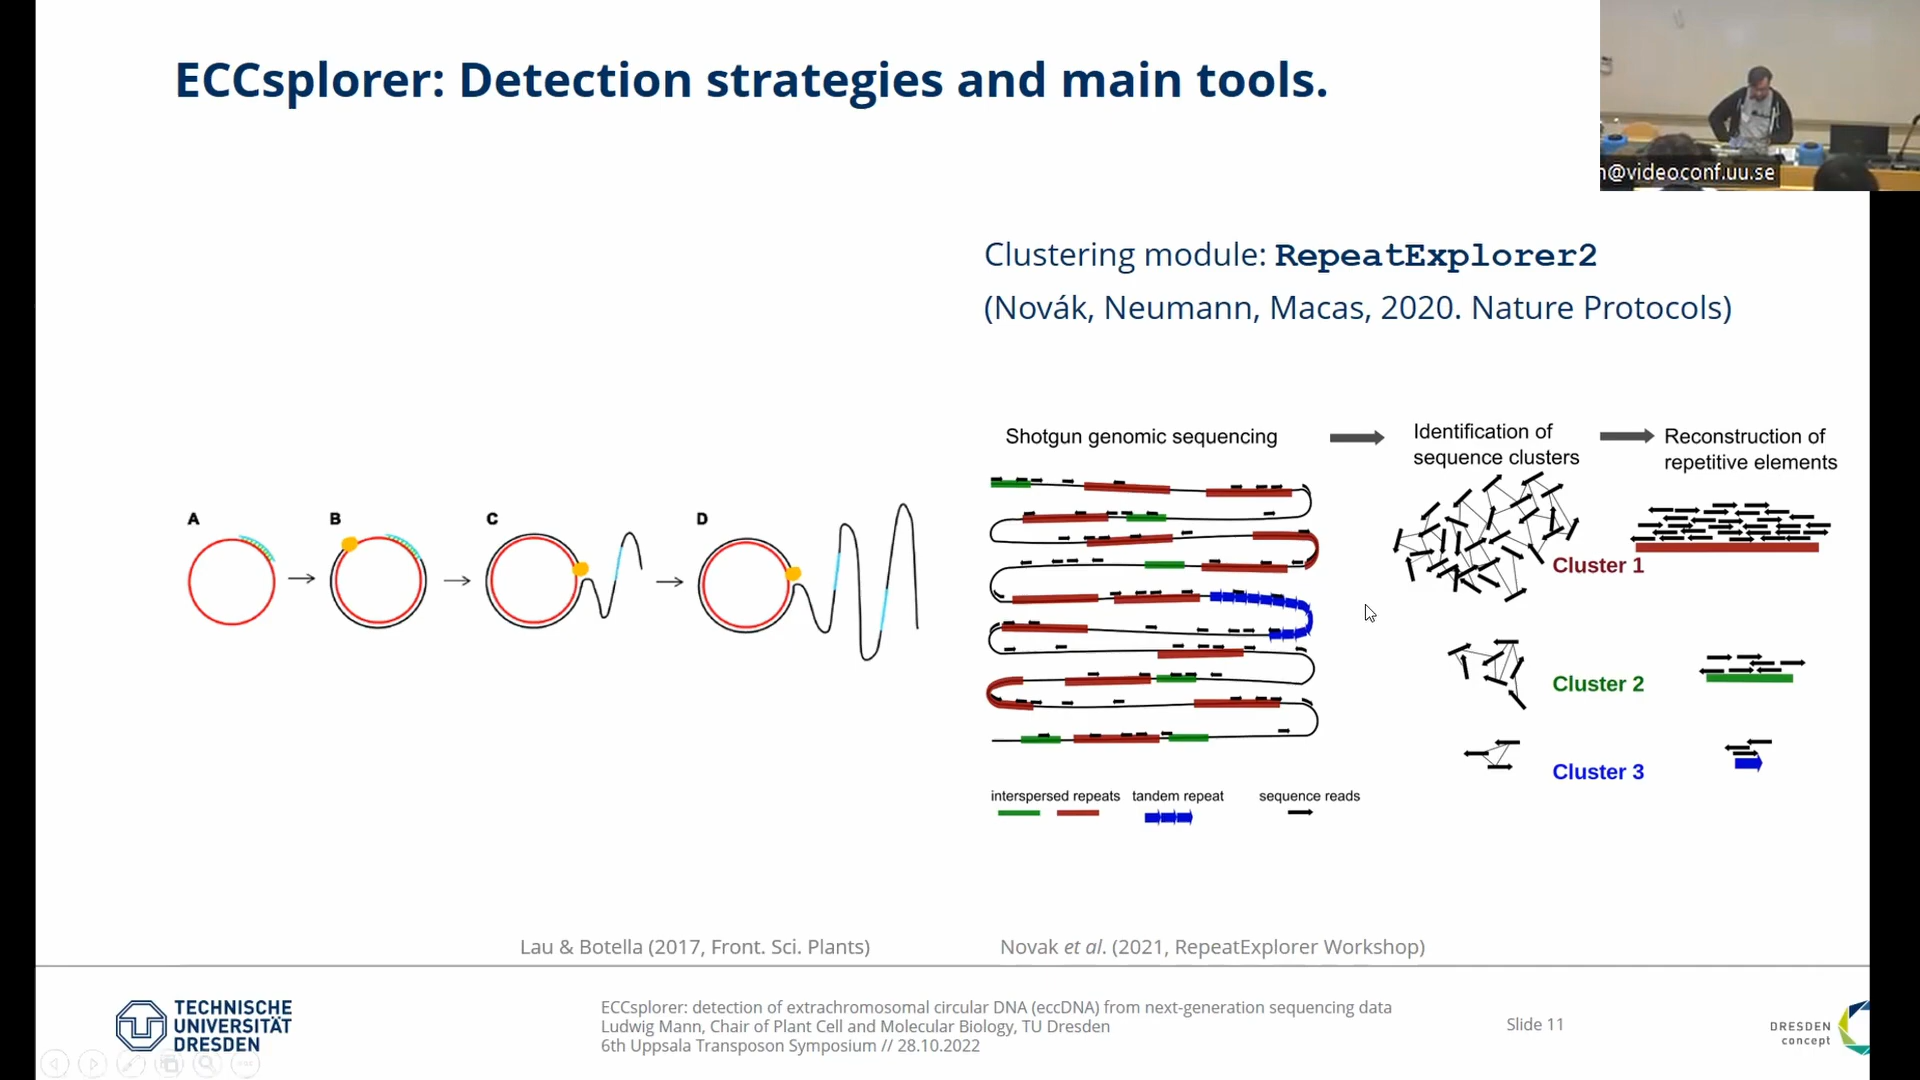 ECCsplorer: Detection strategies and main tools.
@videoconf.uu.se
Clustering module: RepeatExplorer2
(Novák, Neumann, Macas, 2020. Nature Protocols)
Shotgun genomic sequencing
Identification of
sequence clusters
Reconstruction of
repetitive elements
A
B
C
D
Cluster 1
Cluster 2
Cluster 3
interspersed repeats
tandem repeat
sequence reads
Lau & Botella (2017, Front. Sci. Plants)
Novak et al. (2021, RepeatExplorer Workshop)
TECHNISCHE
UNIVERSITÄT
DRESDEN
ECCsplorer: detection of extrachromosomal circular DNA (eccDNA) from next-generation sequencing data
Ludwig Mann, Chair of Plant Cell and Molecular Biology, TU Dresden
6th Uppsala Transposon Symposium // 28.10.2022
Slide 11
DRESDEN
concept